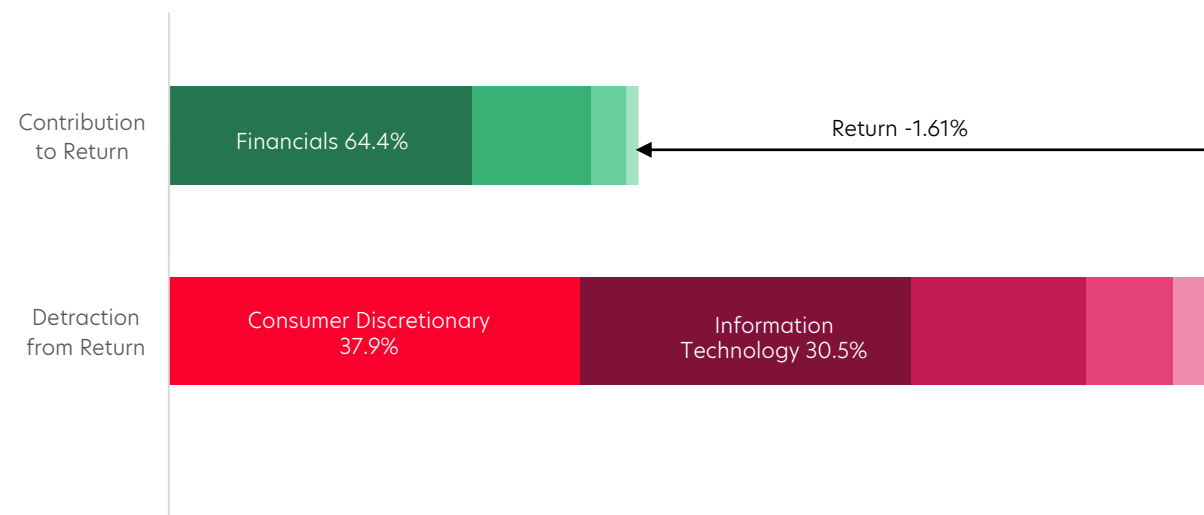 Contribution
to Return
Financials 64.4%
Return -1.61%
Detraction
from Return
Consumer Discretionary
37.9%
Information
Technology 30.5%